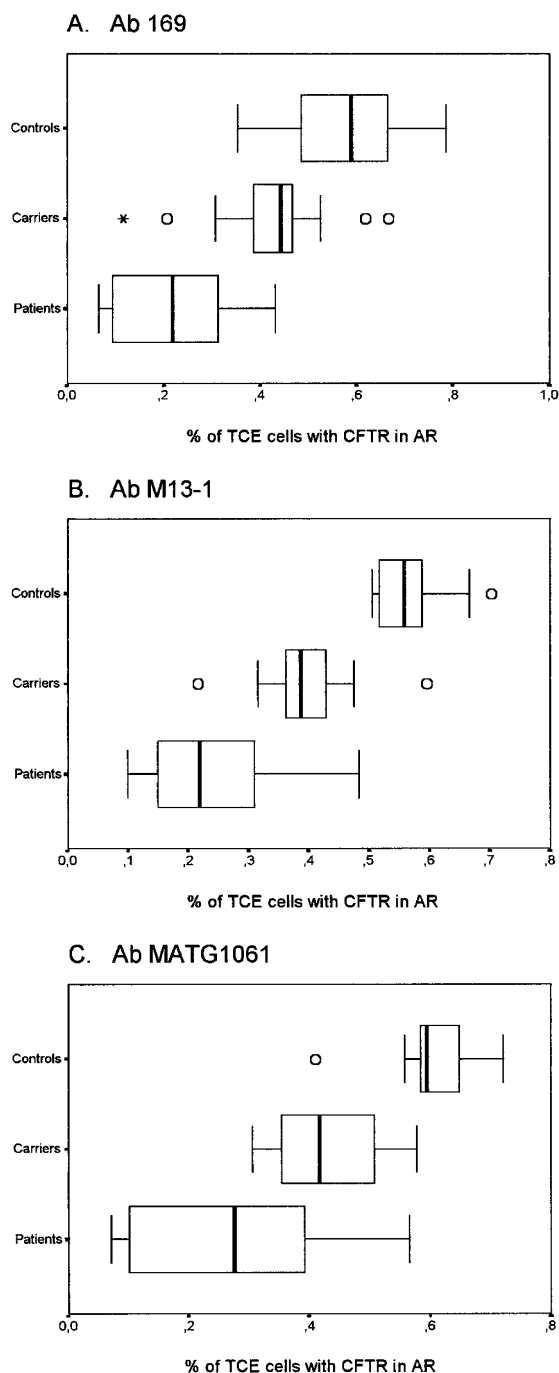 A. Ab 169
Controls
Carriers
Patients
0,0 ,2 ,4 ,6 ,8 1,0
% of TCE cells with CFTR in AR
B. Ab M13-1
Controls
Carriers
Patients
0,0 ,1 ,2 ,3 ,4 ,5 ,6 ,7 ,8
% of TCE cells with CFTR in AR
C. Ab MATG1061
Controls
Carriers
Patients
0,0 ,2 ,4 ,6 ,8
% of TCE cells with CFTR in AR